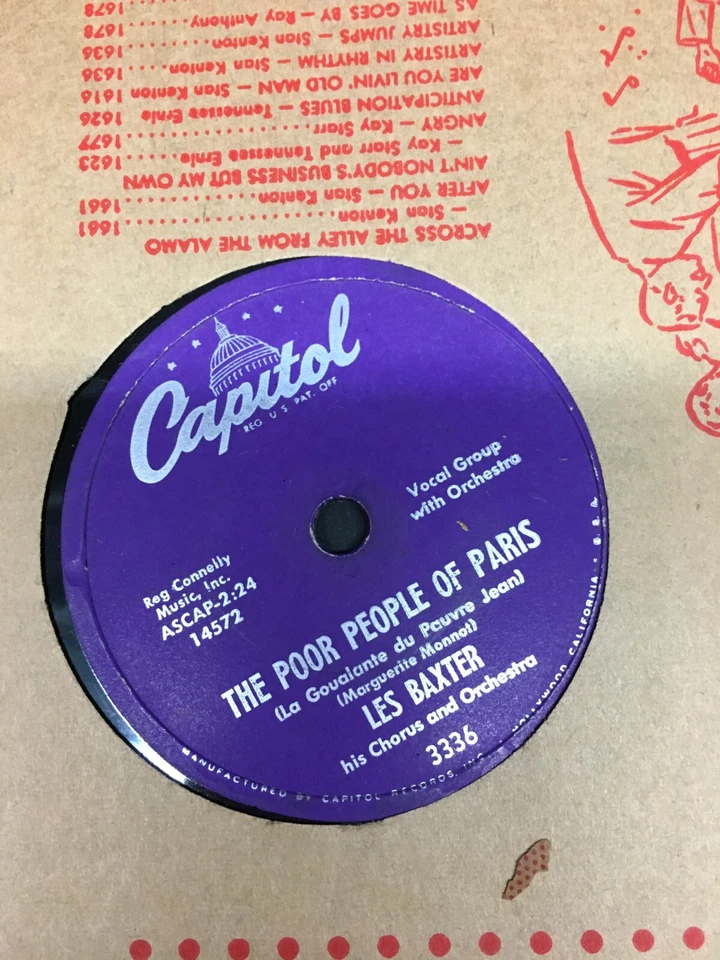 ACROSS THE ALLEY FROM THE ALAMO
— Stan Kenton.....................1661
AFTER YOU — Stan Kenton............1661
AIN'T NOBODY'S BUSINESS BUT MY OWN
— Kay Starr and Tennessee Ernie.......1623
ANGRY — Kay Starr..................1677
ANTICIPATION BLUES — Tennessee Ernie 1626
ARE YOU LIVIN' OLD MAN — Stan Kenton 1616
ARTISTRY IN RHYTHM — Stan Kenton....1636
ARTISTRY JUMPS — Stan Kenton........1636
AS TIME GOES BY — Ray Anthony.......1678
1678
Capitol
REG. U.S. PAT. OFF
Vocal Group
with Orchestra
Reg Connelly
Music, Inc.
ASCAP-2:24
14572
THE POOR PEOPLE OF PARIS
(La Goualante du Pauvre Jean)
(Marguerite Monnot)
LES BAXTER
his Chorus and Orchestra
3336
MANUFACTURED BY CAPITOL RECORDS, INC. HOLLYWOOD, CALIFORNIA - U.S.A.